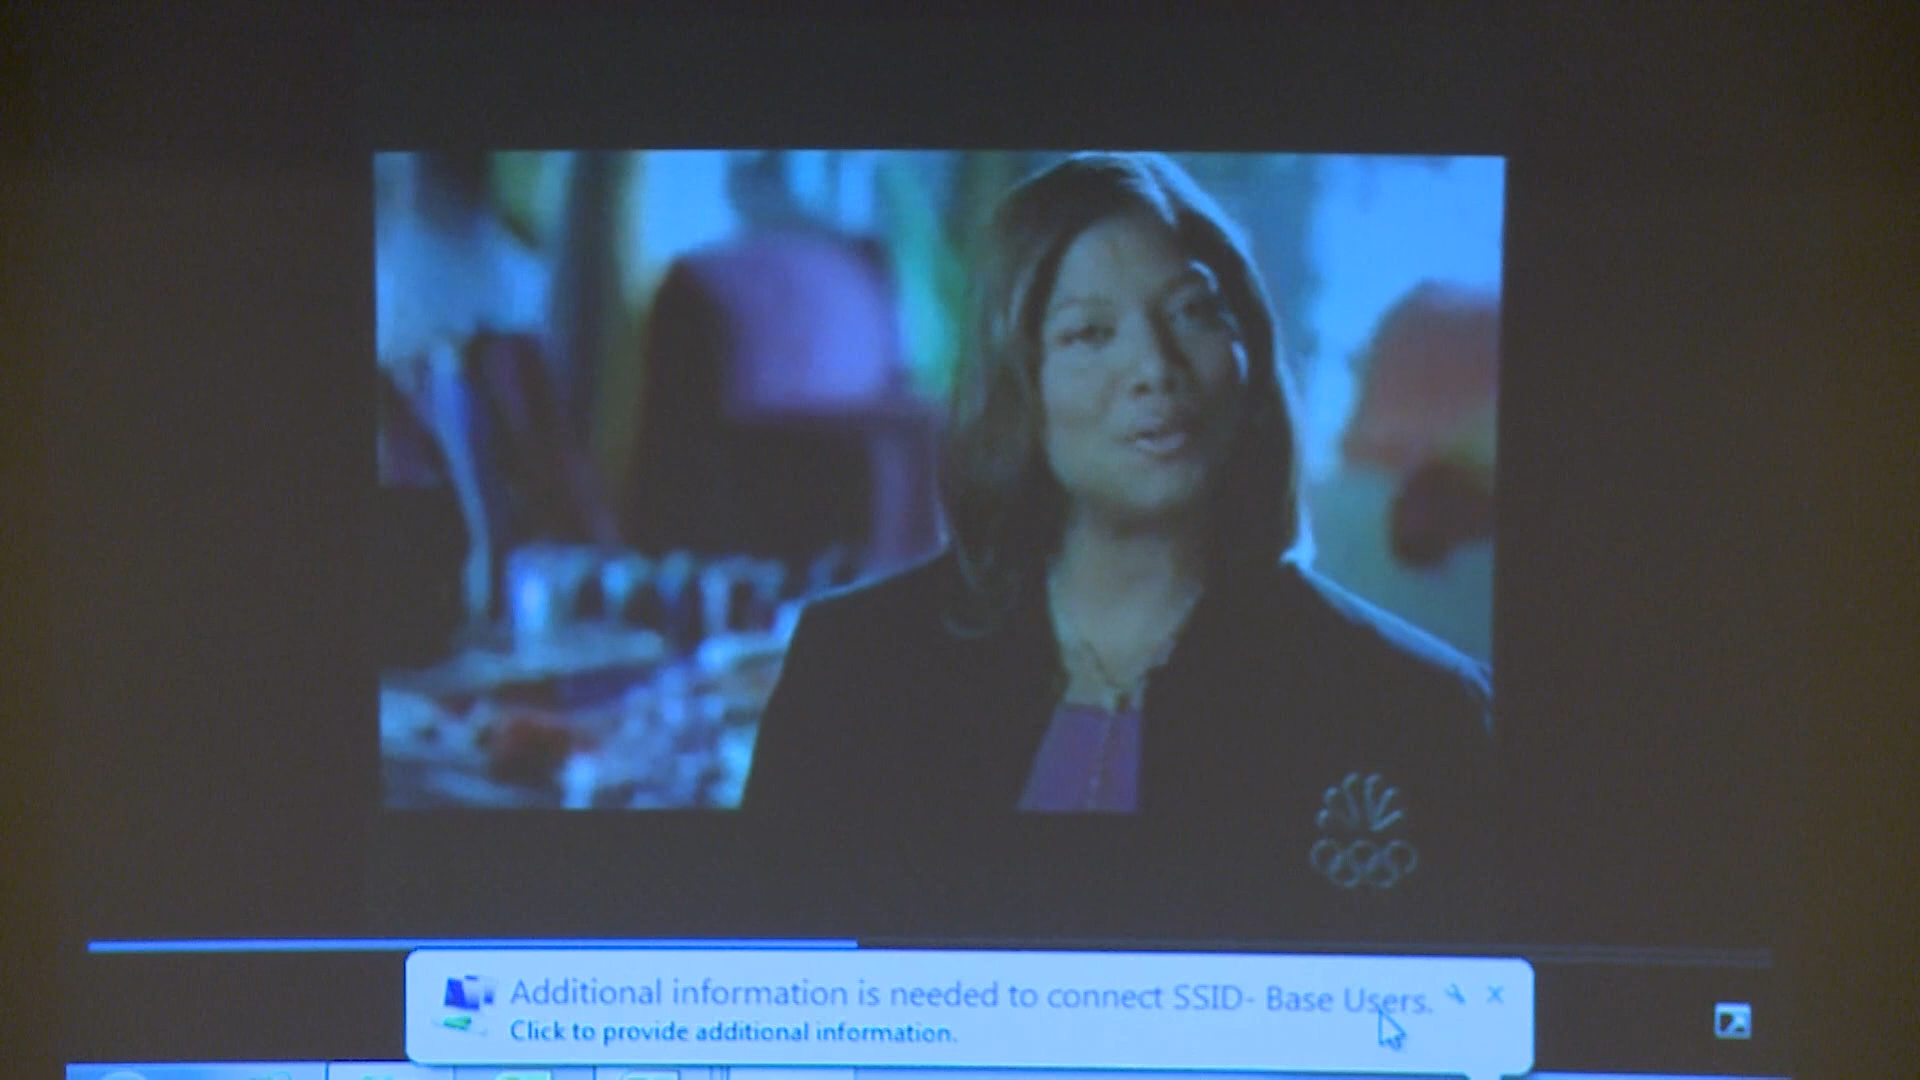 Additional information is needed to connect SSID- Base Users.
Click to provide additional information.